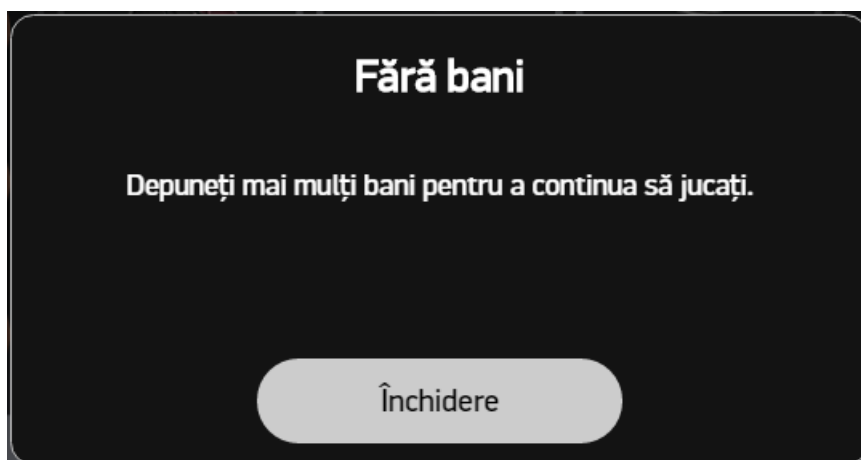 Fără bani
Depuneți mai mulți bani pentru a continua să jucați.
Închidere